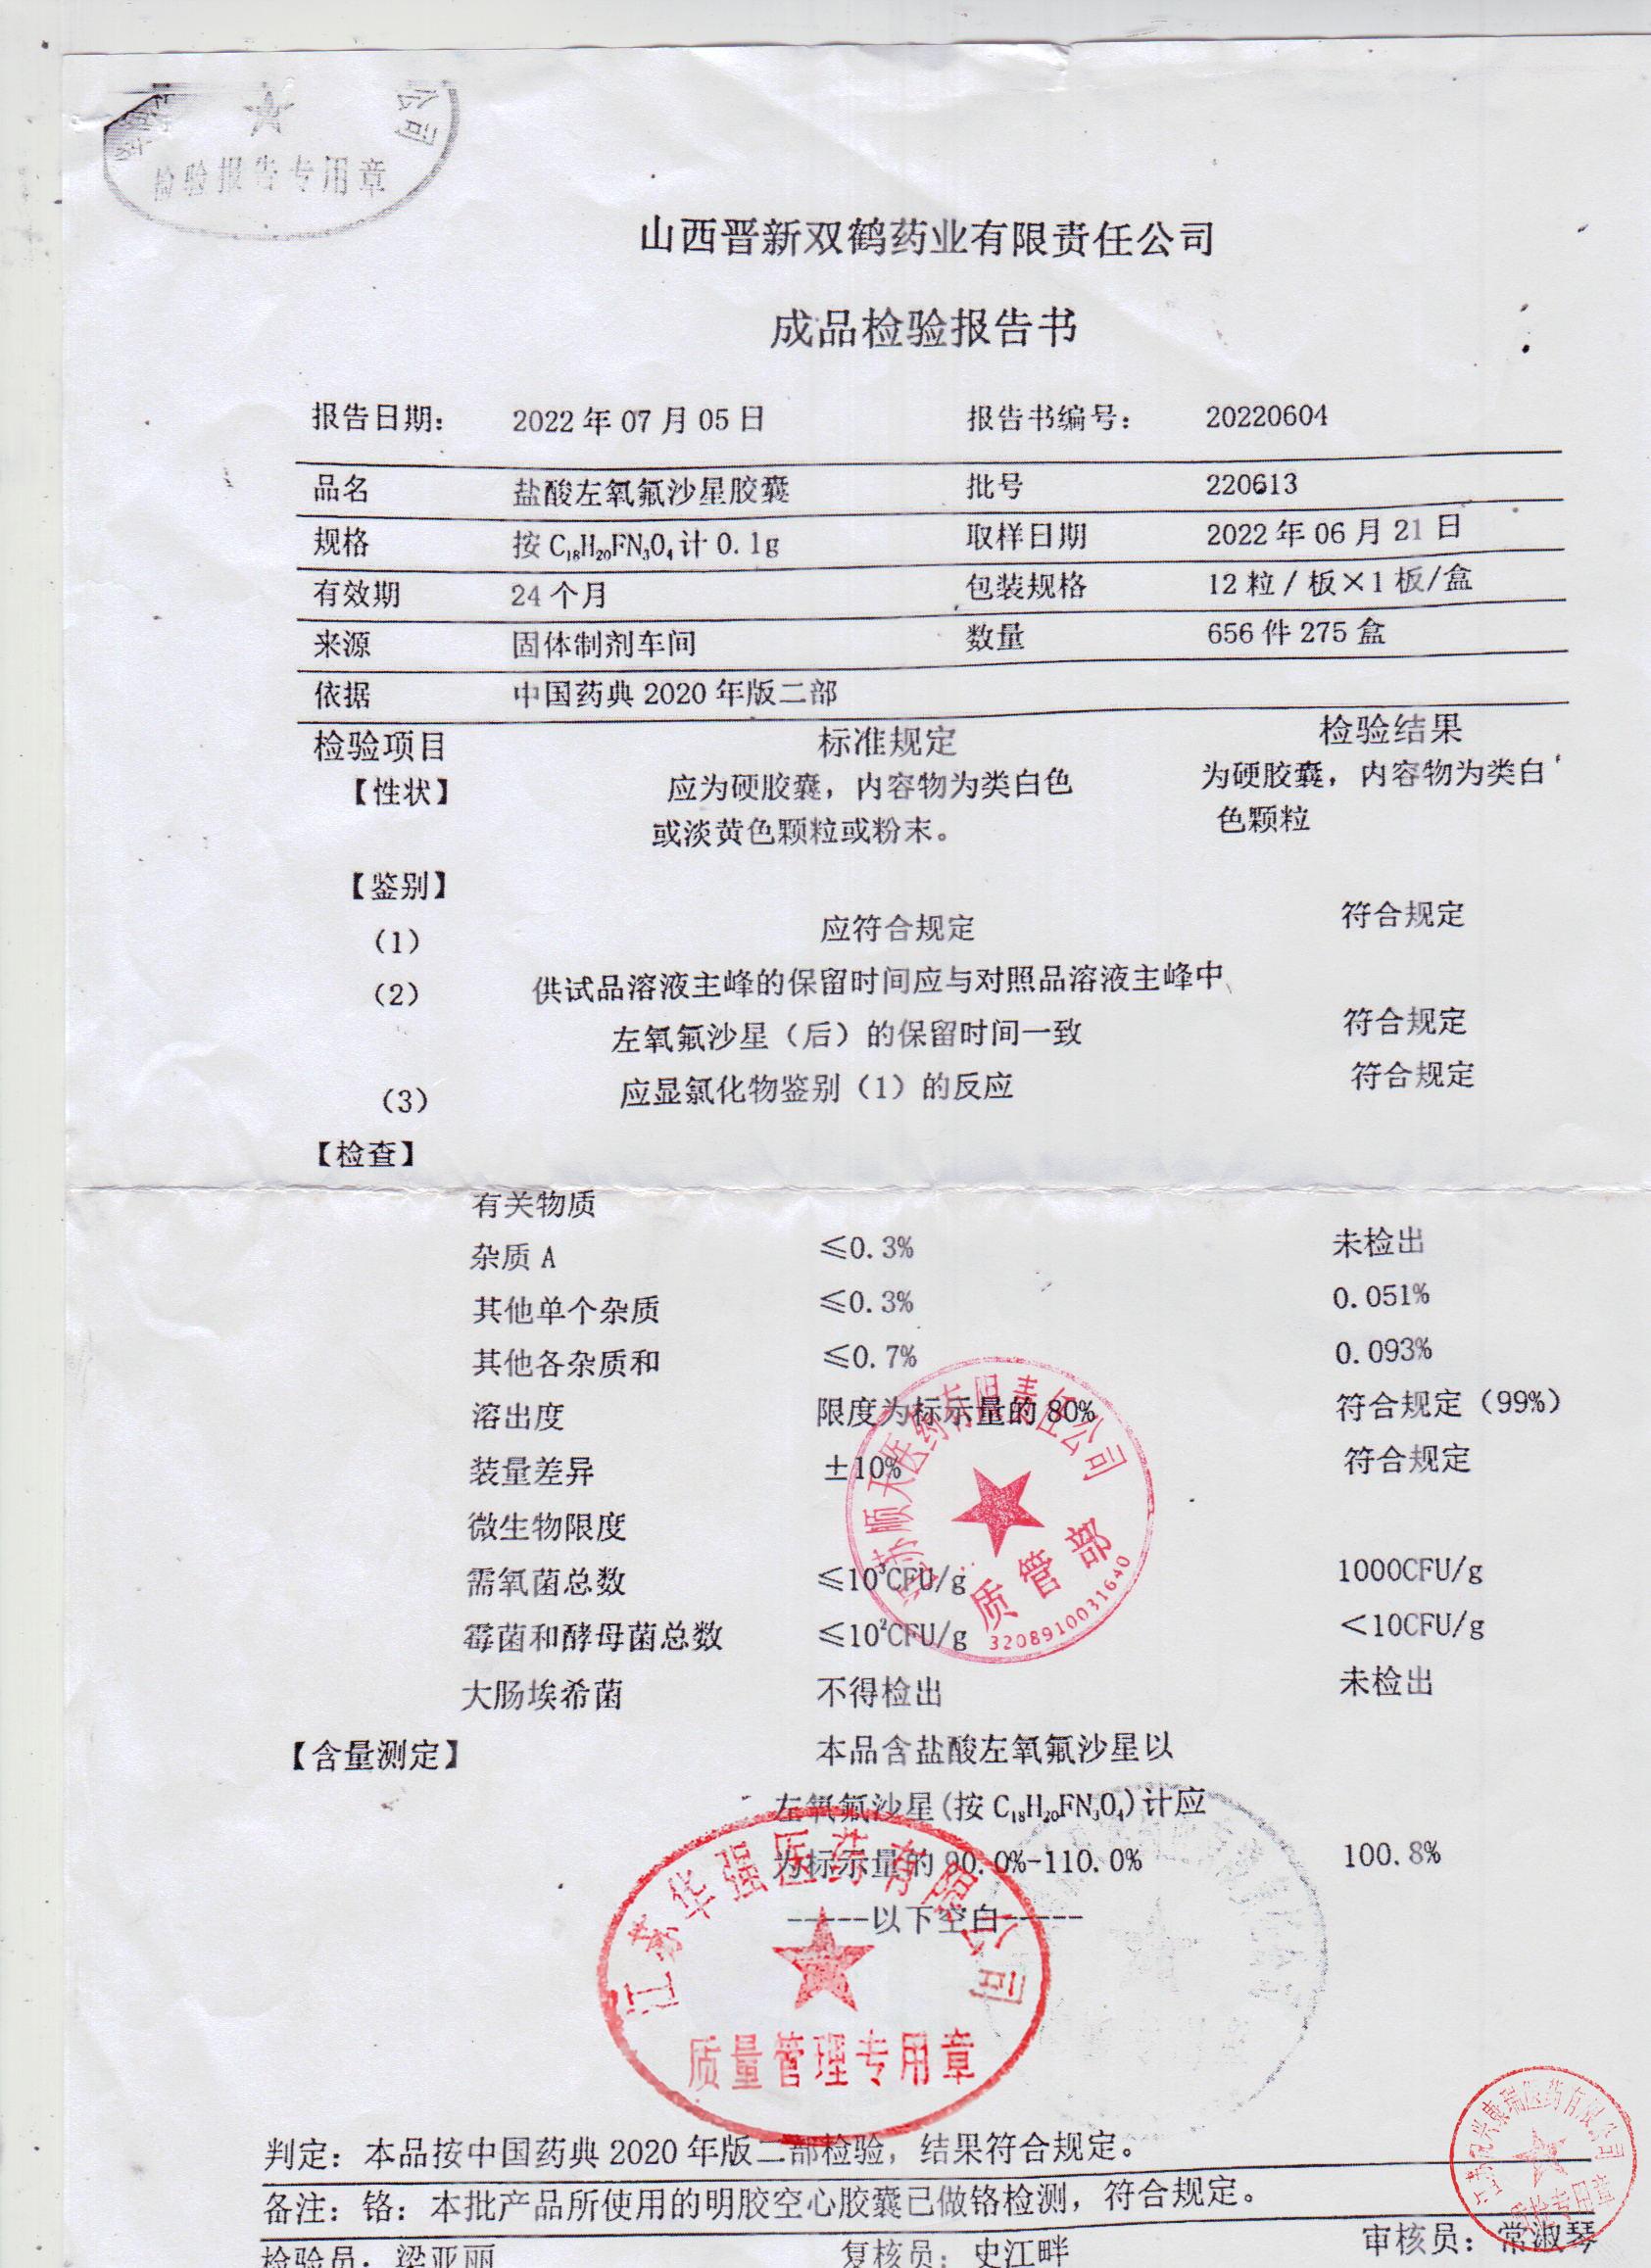 公司
检验报告专用章
山西晋新双鹤药业有限责任公司
成品检验报告书
报告日期： 2022年07月05日 报告书编号： 20220604
品名 盐酸左氧氟沙星胶囊 批号 220613
规格 按C₁₈H₂₀FN₃O₄计0.1g 取样日期 2022年06月21日
有效期 24个月 包装规格 12粒/板×1板/盒
来源 固体制剂车间 数量 656件275盒
依据 中国药典2020年版二部
检验项目 标准规定 检验结果
【性状】 应为硬胶囊，内容物为类白色 为硬胶囊，内容物为类白
或淡黄色颗粒或粉末。 色颗粒
【鉴别】
（1） 应符合规定 符合规定
（2） 供试品溶液主峰的保留时间应与对照品溶液主峰中
左氧氟沙星（后）的保留时间一致 符合规定
（3） 应显氯化物鉴别（1）的反应 符合规定
【检查】
有关物质
杂质A ≤0.3% 未检出
其他单个杂质 ≤0.3% 0.051%
其他各杂质和 ≤0.7% 0.093%
溶出度 限度为标示量的80% 符合规定（99%）
装量差异 ±10% 符合规定
微生物限度
需氧菌总数 ≤10³CFU/g 1000CFU/g
霉菌和酵母菌总数 ≤10²CFU/g <10CFU/g
大肠埃希菌 不得检出 未检出
江苏顺天医药有限责任公司
质管部
3208910031640
【含量测定】 本品含盐酸左氧氟沙星以
左氧氟沙星(按C₁₈H₂₀FN₃O₄)计应
为标示量的90.0%-110.0% 100.8%
-----以下空白-----
江苏华强医药有限公司
质量管理专用章
判定：本品按中国药典2020年版二部检验，结果符合规定。
备注：铬：本批产品所使用的明胶空心胶囊已做铬检测，符合规定。
检验员：梁亚丽 复核员：史江畔 审核员：常淑琴